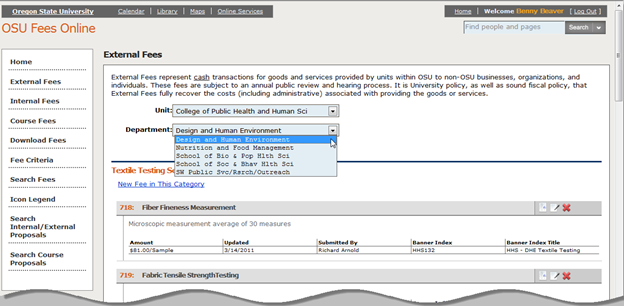 Oregon State University Calendar | Library | Maps | Online Services Home | Welcome Benny Beaver [ Log Out ]
OSU Fees Online
Find people and pages Search
External Fees
Home
External Fees
Internal Fees
Course Fees
Download Fees
Fee Criteria
Search Fees
Icon Legend
Search
Internal/External
Proposals
Search Course
Proposals
External Fees represent cash transactions for goods and services provided by units within OSU to non-OSU businesses, organizations, and
individuals. These fees are subject to an annual public review and hearing process. It is University policy, as well as sound fiscal policy, that
External Fees fully recover the costs (including administrative) associated with providing the goods or services.
Unit: College of Public Health and Human Sci
Department: Design and Human Environment
Design and Human Environment
Nutrition and Food Management
School of Bio & Pop Hlth Sci
School of Soc & Bhav Hlth Sci
SW Public Svc/Rsrch/Outreach
Textile Testing
New Fee in This Category
718: Fiber Fineness Measurement
Microscopic measurement average of 30 measures
Amount Updated Submitted By Banner Index Banner Index Title
$81.00/Sample 3/14/2011 Richard Arnold HHS132 HHS - DHE Textile Testing
719: Fabric Tensile StrengthTesting